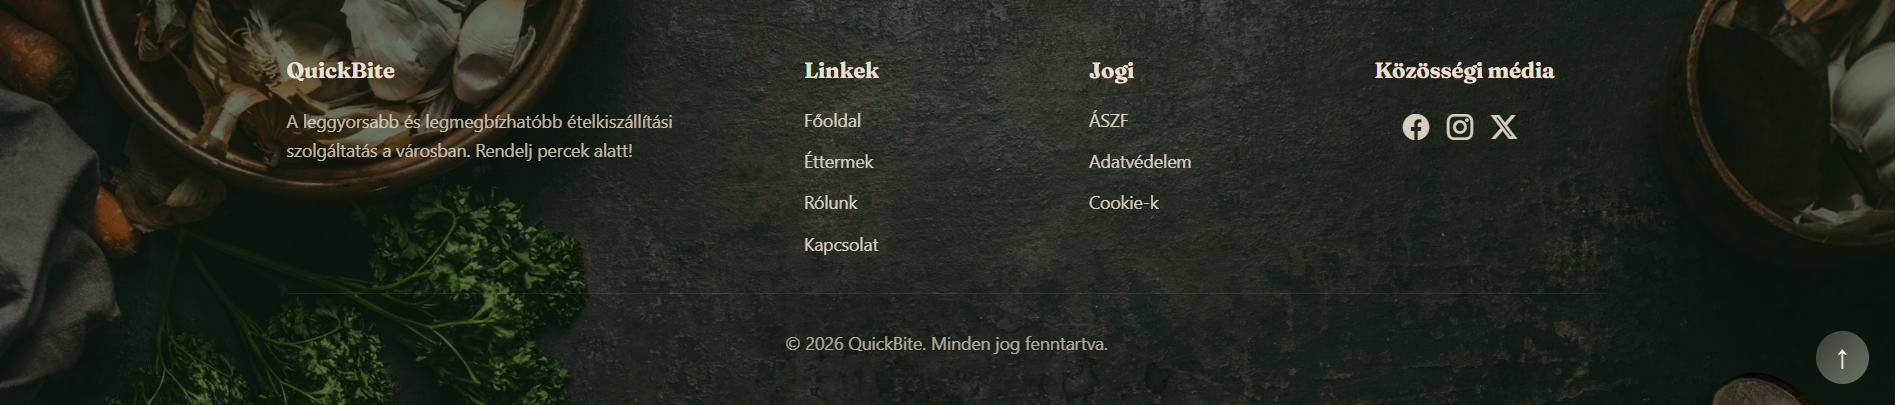 QuickBite
A leggyorsabb és legmegbízhatóbb ételkiszállítási
szolgáltatás a városban. Rendelj percek alatt!
Linkek
Főoldal
Éttermek
Rólunk
Kapcsolat
Jogi
ÁSZF
Adatvédelem
Cookie-k
Közösségi média
© 2026 QuickBite. Minden jog fenntartva.